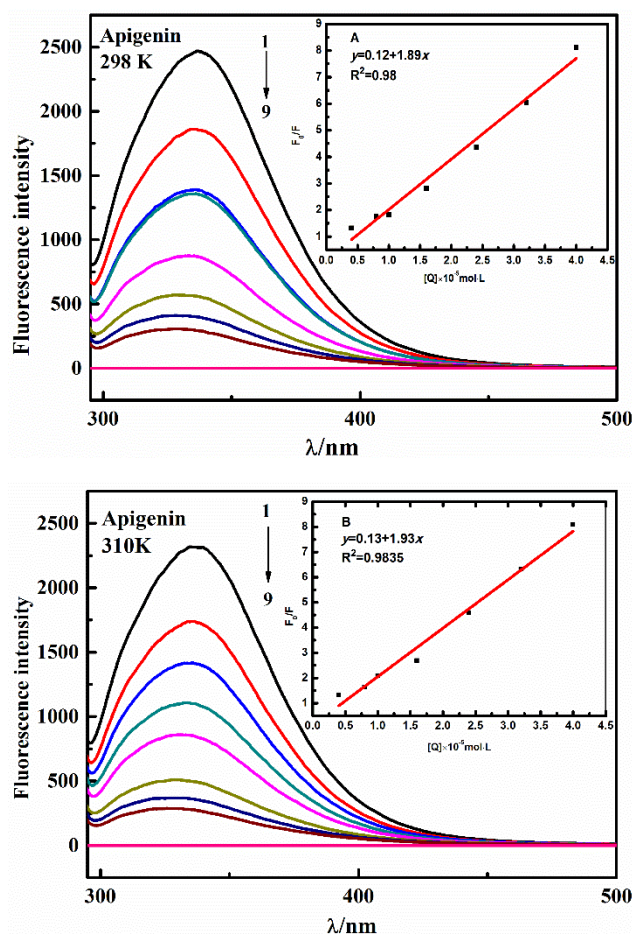 Apigenin
298 K
1
9
A
y=0.12+1.89x
R²=0.98
F₀/F
9
8
7
6
5
4
3
2
1
0.0 0.5 1.0 1.5 2.0 2.5 3.0 3.5 4.0 4.5
[Q]×10⁻⁵mol·L
Fluorescence intensity
2500
2000
1500
1000
500
0
300 400 500
λ/nm
Apigenin
310K
1
9
B
y=0.13+1.93x
R²=0.9835
F₀/F
9
8
7
6
5
4
3
2
1
0.0 0.5 1.0 1.5 2.0 2.5 3.0 3.5 4.0 4.5
[Q]×10⁻⁵mol·L
Fluorescence intensity
2500
2000
1500
1000
500
0
300 400 500
λ/nm